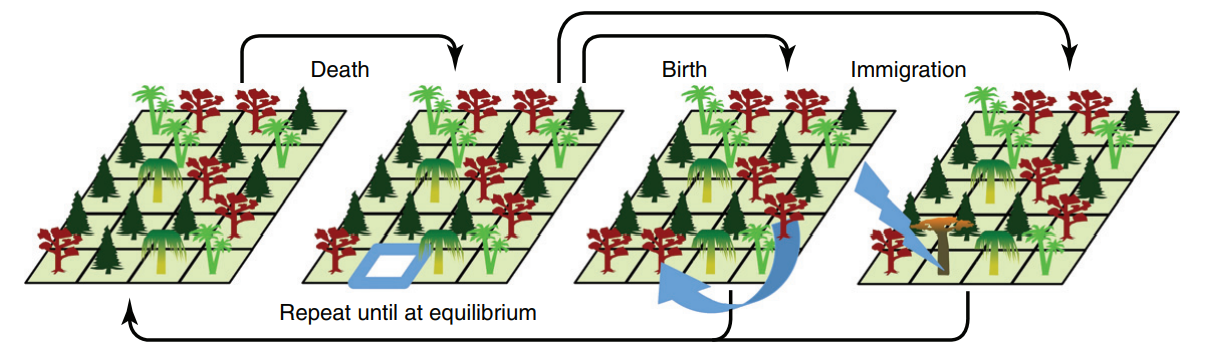 Death
Birth
Immigration
Repeat until at equilibrium